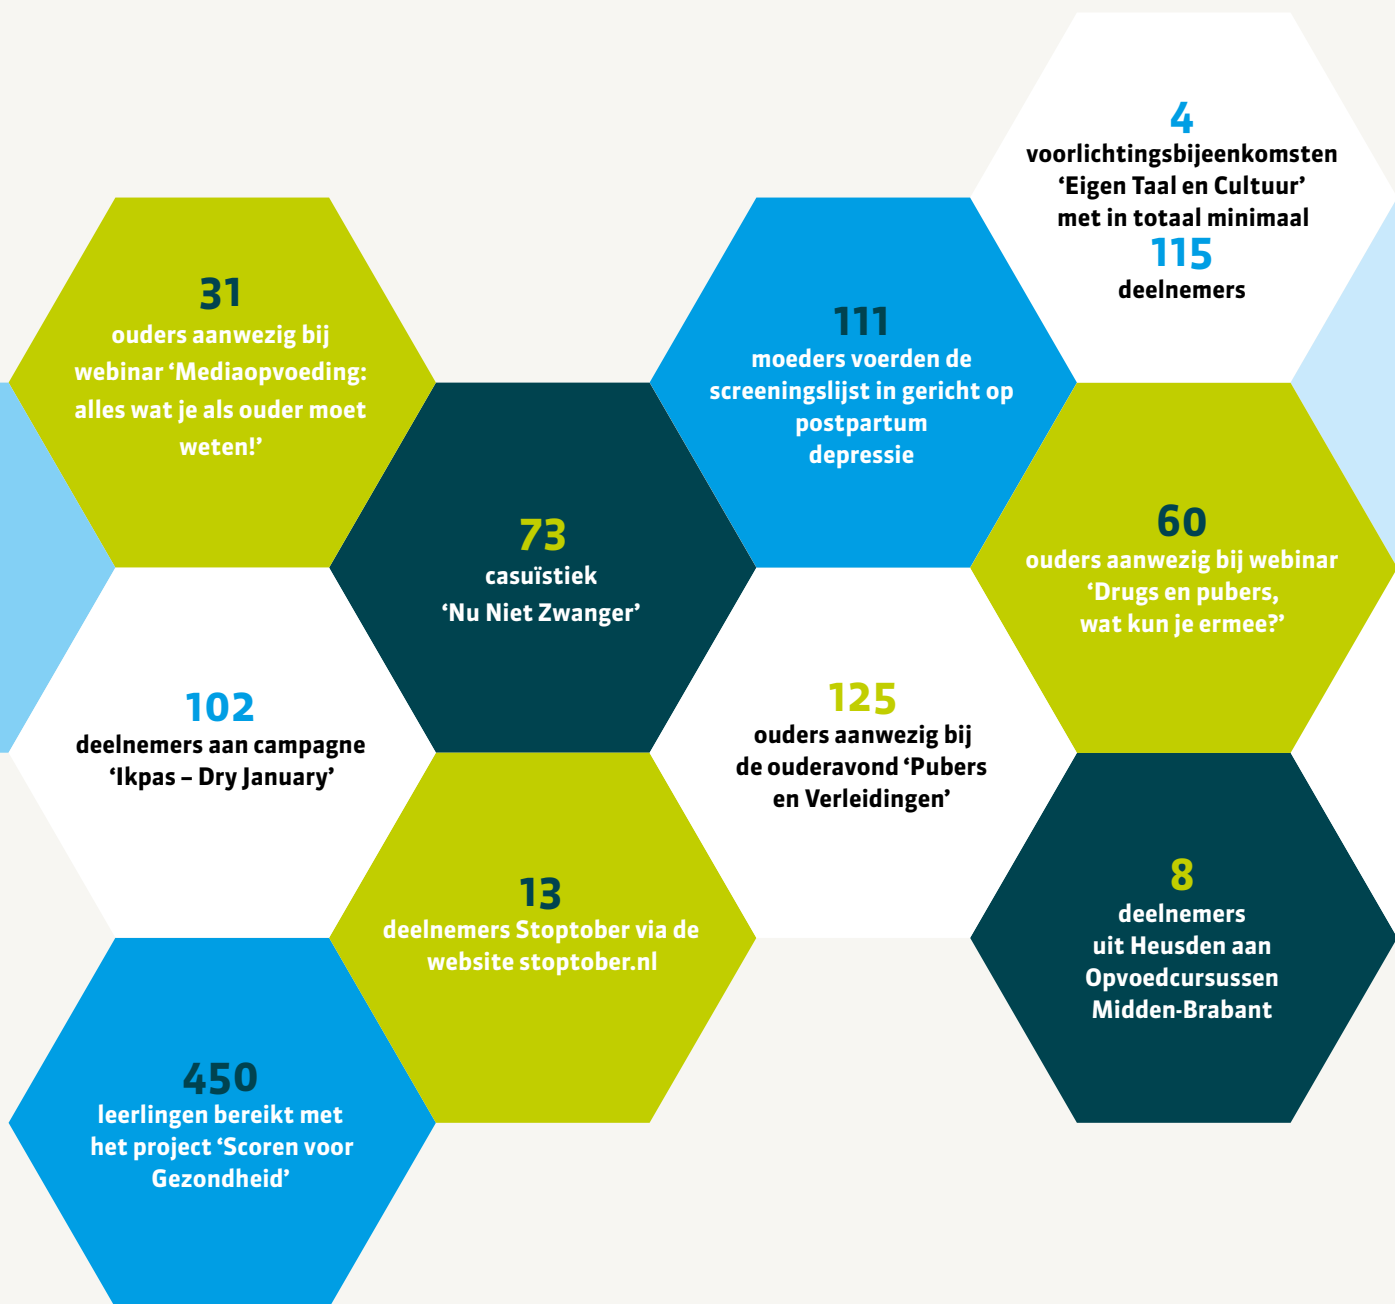 4
voorlichtingsbijeenkomsten
‘Eigen Taal en Cultuur’
met in totaal minimaal
115
deelnemers
31
ouders aanwezig bij
webinar ‘Mediaopvoeding:
alles wat je als ouder moet
weten!’
111
moeders voerden de
screeningslijst in gericht op
postpartum
depressie
73
casuïstiek
‘Nu Niet Zwanger’
60
ouders aanwezig bij webinar
‘Drugs en pubers,
wat kun je ermee?’
102
deelnemers aan campagne
‘Ikpas – Dry January’
125
ouders aanwezig bij
de ouderavond ‘Pubers
en Verleidingen’
13
deelnemers Stoptober via de
website stoptober.nl
8
deelnemers
uit Heusden aan
Opvoedcursussen
Midden-Brabant
450
leerlingen bereikt met
het project ‘Scoren voor
Gezondheid’